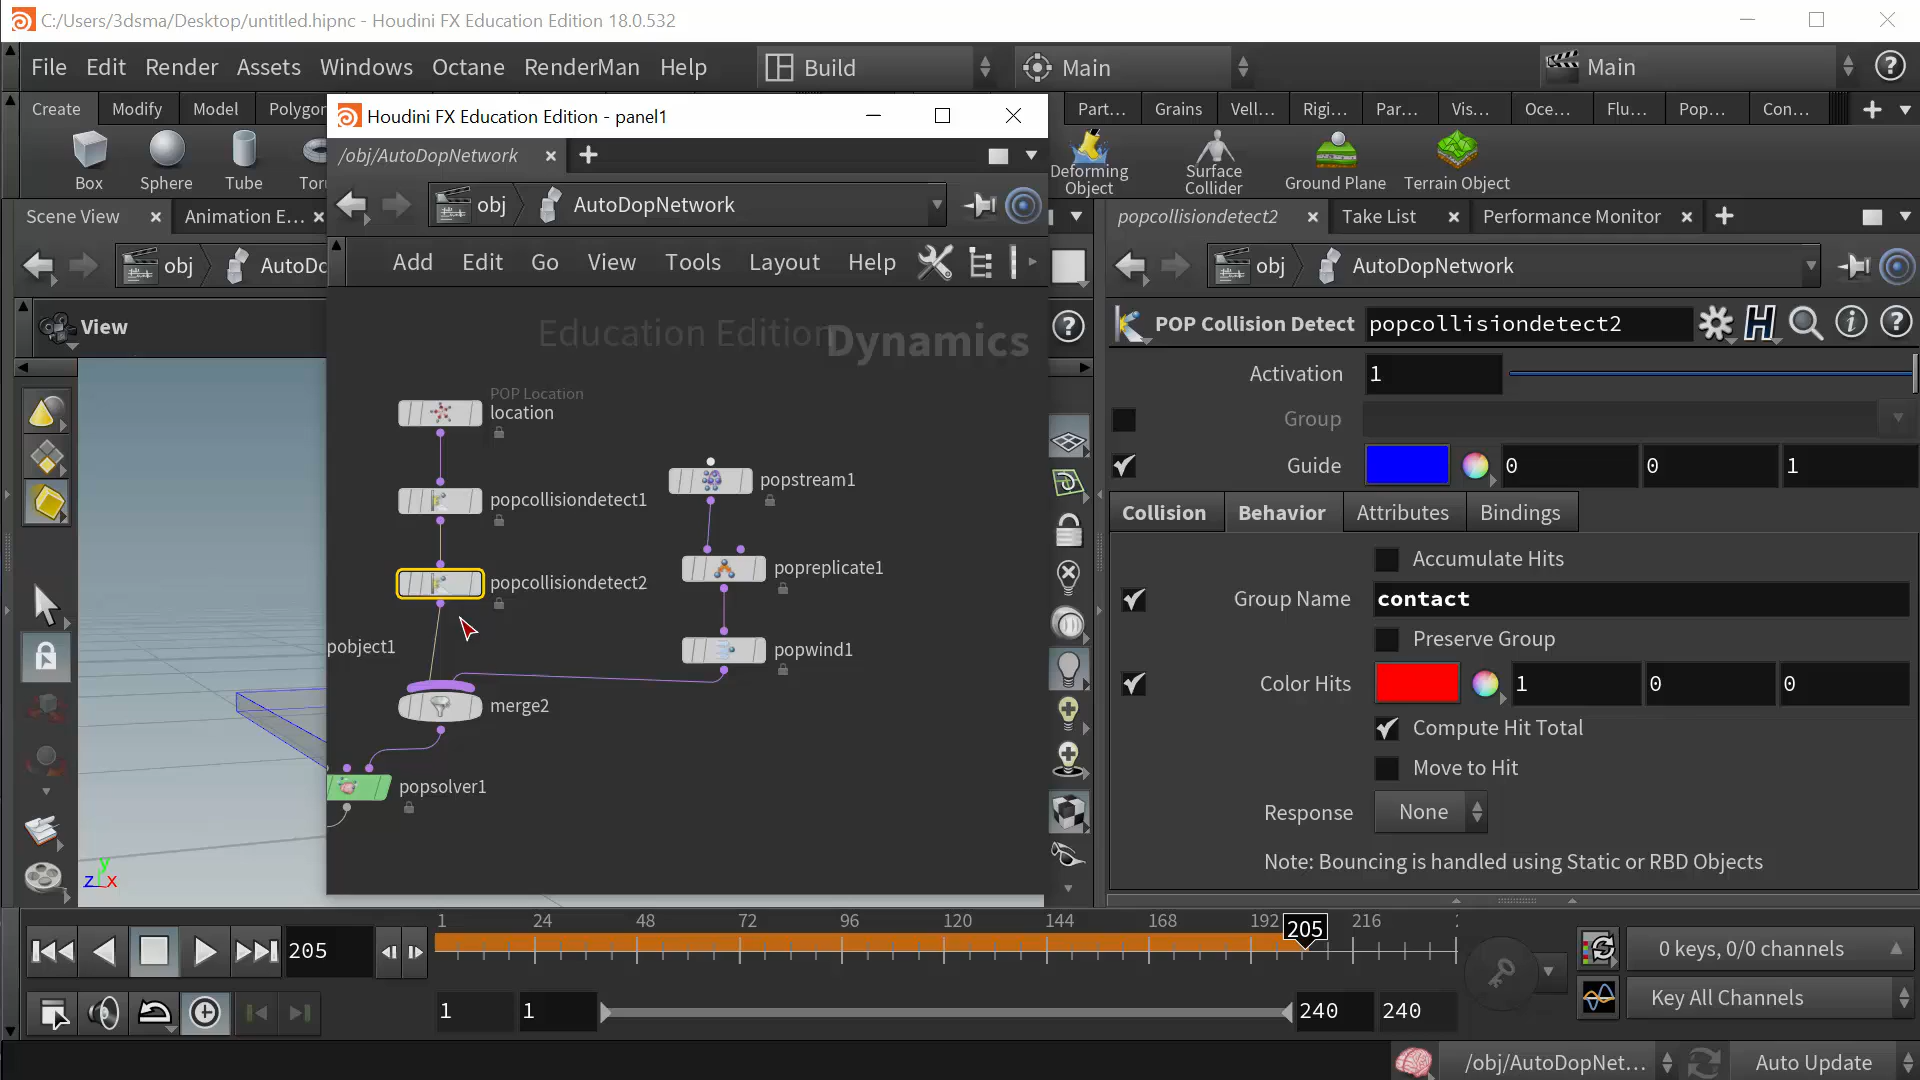 C:/Users/3dsma/Desktop/untitled.hipnc - Houdini FX Education Edition 18.0.532
File Edit Render Assets Windows Octane RenderMan Help Build Main Main
Create Modify Model Polygon
Part... Grains Vell... Rigi... Par... Vis... Oce... Flu... Pop... Con...
Box Sphere Tube
Deforming Object Surface Collider Ground Plane Terrain Object
Houdini FX Education Edition - panel1
/obj/AutoDopNetwork
obj AutoDopNetwork
Add Edit Go View Tools Layout Help
Education Edition Dynamics
POP Location
location
popcollisiondetect1
popcollisiondetect2
popstream1
popreplicate1
popwind1
pobject1
merge2
popsolver1
Scene View Animation E...
obj AutoDo
View
z x y
popcollisiondetect2 Take List Performance Monitor
obj AutoDopNetwork
POP Collision Detect popcollisiondetect2
Activation 1
Group
Guide 0 0 1
Collision Behavior Attributes Bindings
Accumulate Hits
Group Name contact
Preserve Group
Color Hits 1 0 0
Compute Hit Total
Move to Hit
Response None
Note: Bouncing is handled using Static or RBD Objects
205
1 24 48 72 96 120 144 168 192 205 216
0 keys, 0/0 channels
1 1 240 240
Key All Channels
/obj/AutoDopNet... Auto Update